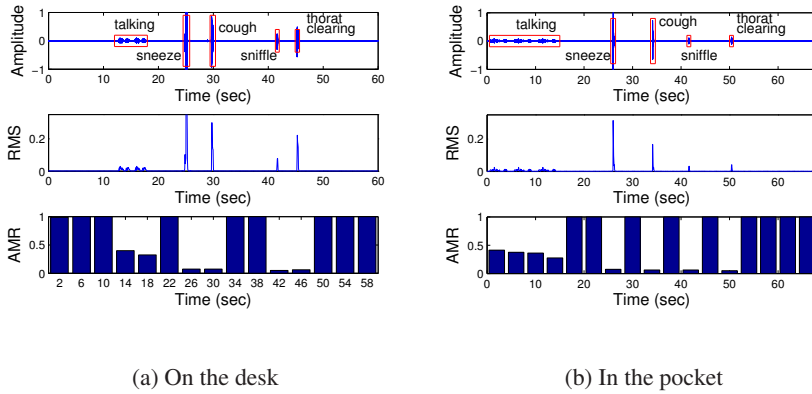 talking
cough
thorat
clearing
sneeze
sniffle
Amplitude
1
0
−1
0 10 20 30 40 50 60
Time (sec)
RMS
0.2
0
0 10 20 30 40 50 60
Time (sec)
AMR
1
0.5
0
2 6 10 14 18 22 26 30 34 38 42 46 50 54 58
Time (sec)
(a) On the desk
talking
cough
thorat
clearing
sneeze
sniffle
Amplitude
1
0
−1
0 10 20 30 40 50 60
Time (sec)
RMS
0.2
0
0 10 20 30 40 50 60
Time (sec)
AMR
1
0.5
0
0 10 20 30 40 50 60
Time (sec)
(b) In the pocket